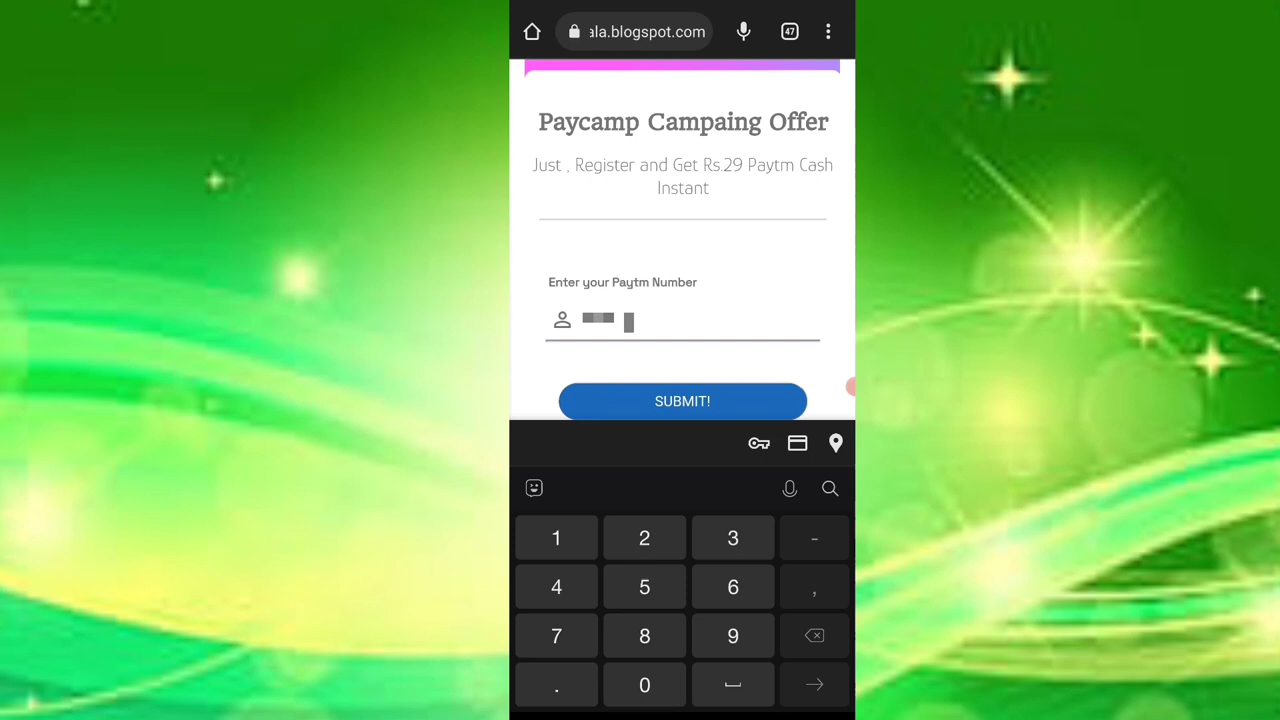 ala.blogspot.com
47
Paycamp Campaing Offer
Just , Register and Get Rs.29 Paytm Cash
Instant
Enter your Paytm Number
SUBMIT!
1 2 3 -
4 5 6 ,
7 8 9
. 0